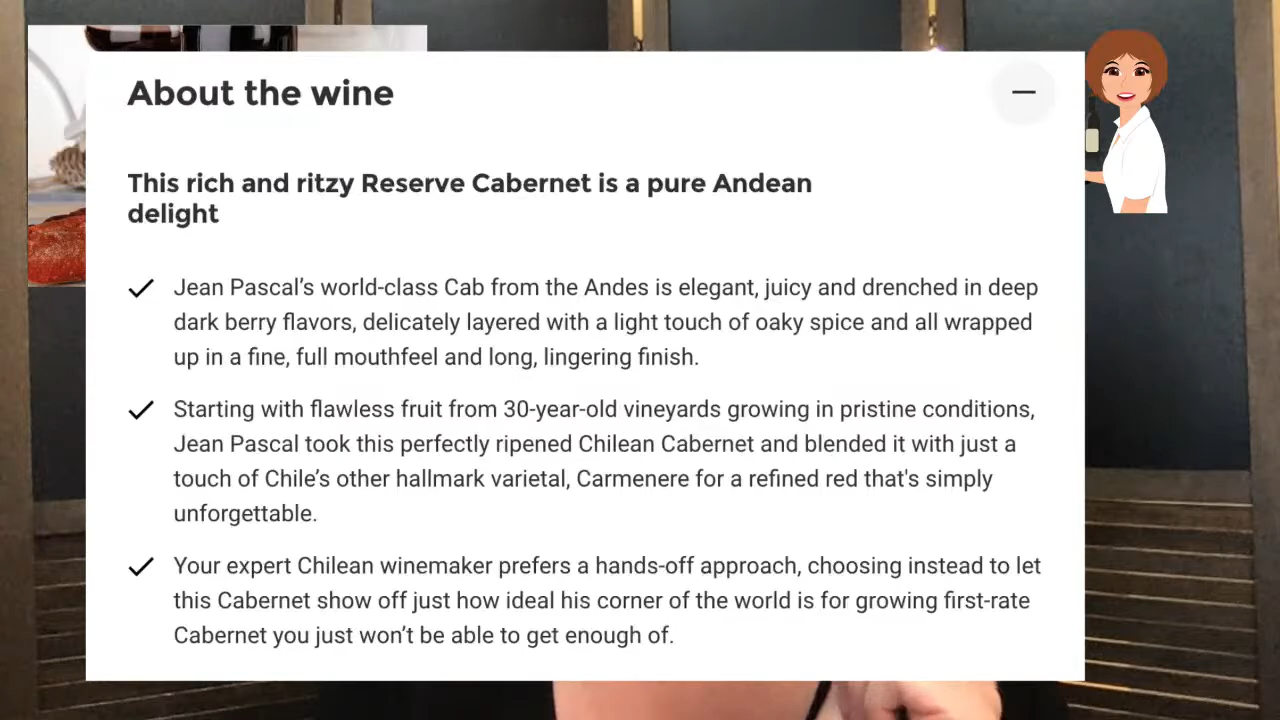 About the wine
This rich and ritzy Reserve Cabernet is a pure Andean
delight
Jean Pascal’s world-class Cab from the Andes is elegant, juicy and drenched in deep
dark berry flavors, delicately layered with a light touch of oaky spice and all wrapped
up in a fine, full mouthfeel and long, lingering finish.
Starting with flawless fruit from 30-year-old vineyards growing in pristine conditions,
Jean Pascal took this perfectly ripened Chilean Cabernet and blended it with just a
touch of Chile’s other hallmark varietal, Carmenere for a refined red that's simply
unforgettable.
Your expert Chilean winemaker prefers a hands-off approach, choosing instead to let
this Cabernet show off just how ideal his corner of the world is for growing first-rate
Cabernet you just won’t be able to get enough of.